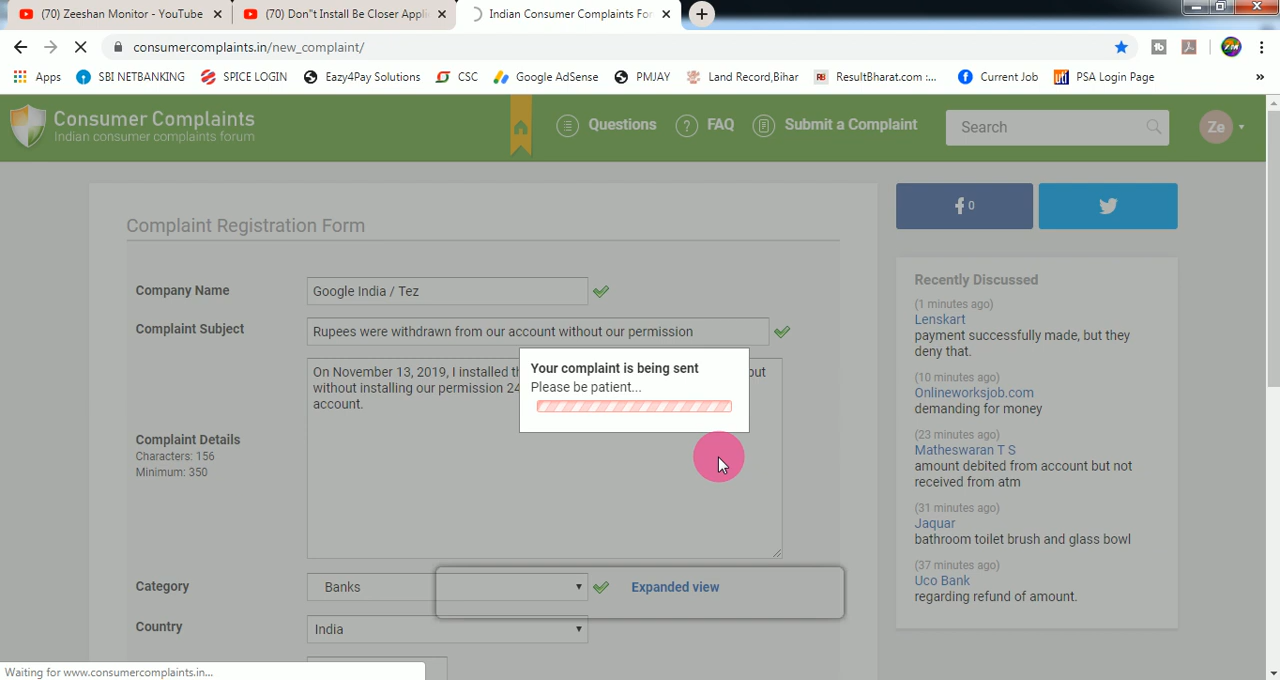 (70) Zeeshan Monitor - YouTube
(70) Don"t Install Be Closer Appli
Indian Consumer Complaints For
consumercomplaints.in/new_complaint/
Apps
SBI NETBANKING
SPICE LOGIN
Eazy4Pay Solutions
CSC
Google AdSense
PMJAY
Land Record,Bihar
ResultBharat.com :...
Current Job
PSA Login Page
»
Consumer Complaints
Indian consumer complaints forum
Questions
FAQ
Submit a Complaint
Search
Ze
Complaint Registration Form
Company Name
Google India / Tez
Complaint Subject
Rupees were withdrawn from our account without our permission
On November 13, 2019, I installed th
out
without installing our permission 24
account.
Complaint Details
Characters: 156
Minimum: 350
Your complaint is being sent
Please be patient...
Category
Banks
Expanded view
Country
India
f 0
Recently Discussed
(1 minutes ago)
Lenskart
payment successfully made, but they
deny that.
(10 minutes ago)
Onlineworksjob.com
demanding for money
(23 minutes ago)
Matheswaran T S
amount debited from account but not
received from atm
(31 minutes ago)
Jaquar
bathroom toilet brush and glass bowl
(37 minutes ago)
Uco Bank
regarding refund of amount.
Waiting for www.consumercomplaints.in...